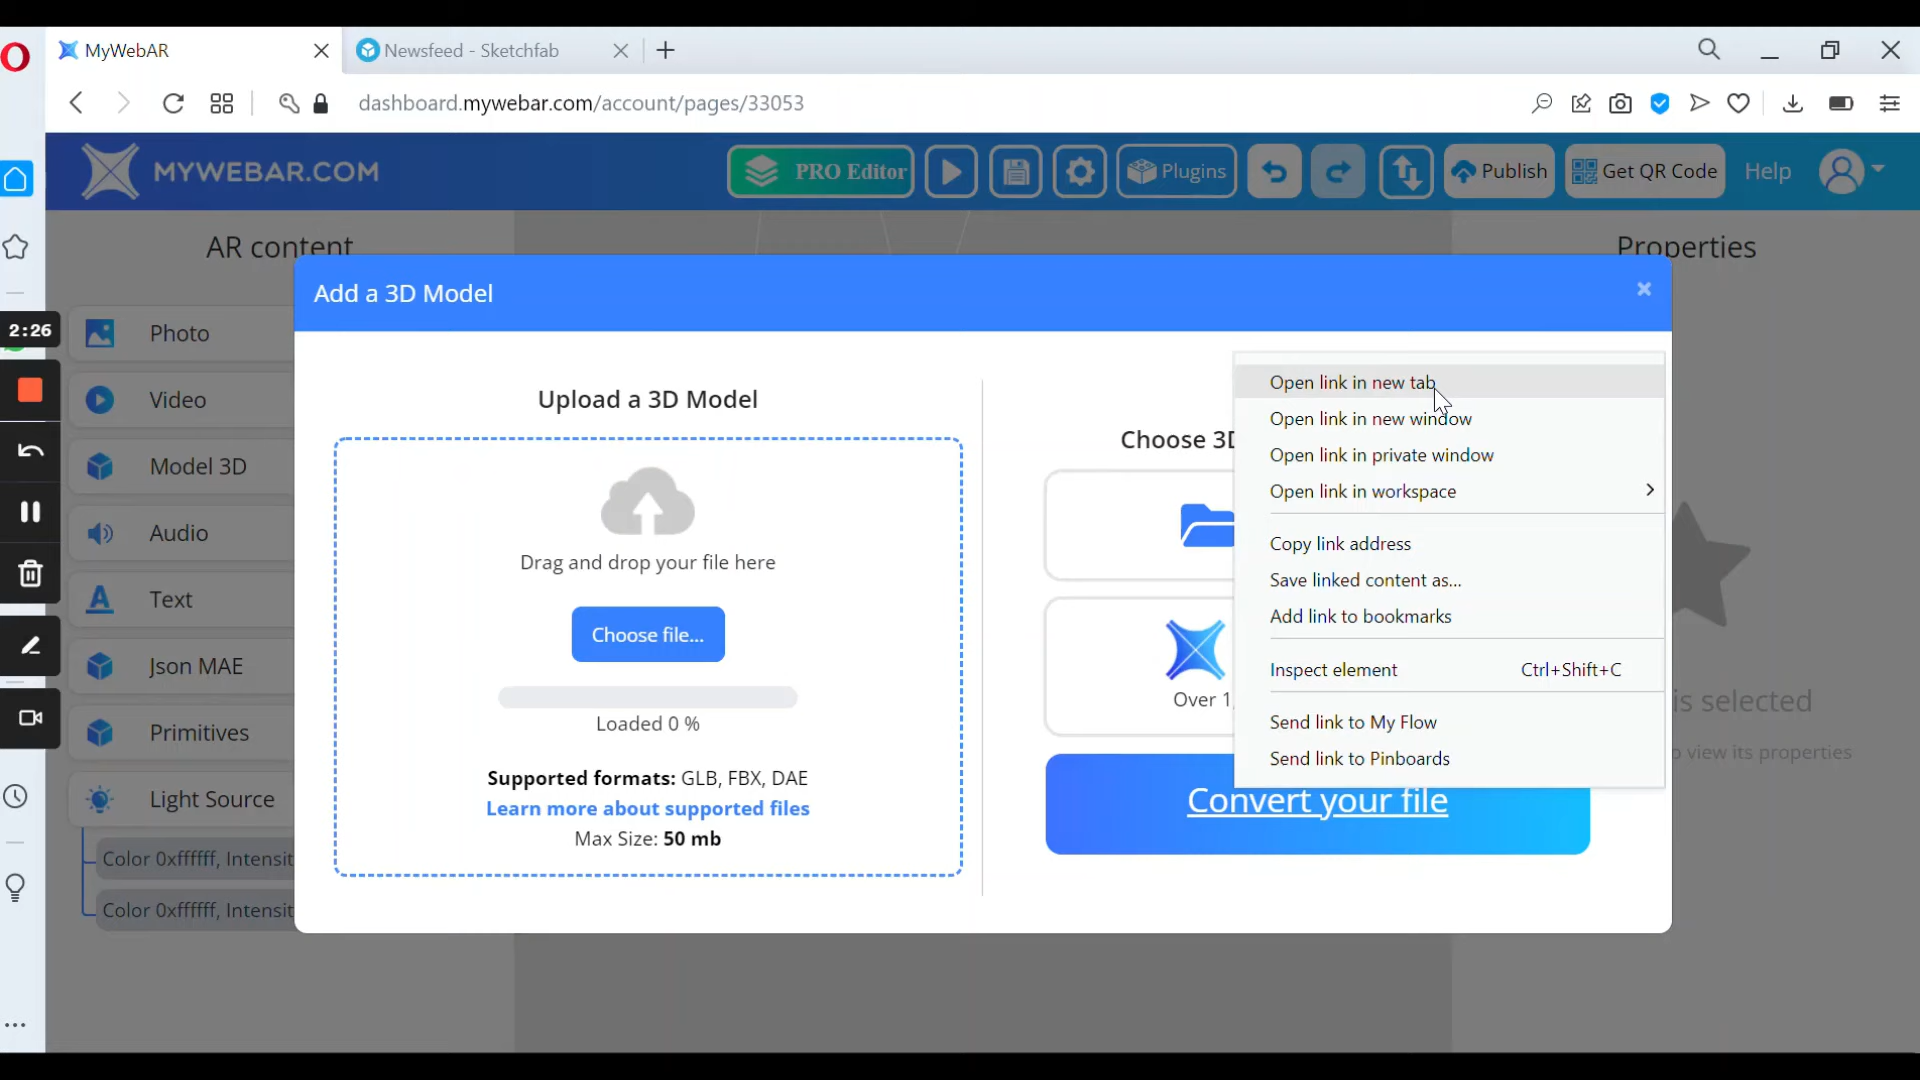 MyWebAR
Newsfeed - Sketchfab
dashboard.mywebar.com/account/pages/33053
MYWEBAR.COM
PRO Editor
Plugins
Publish
Get QR Code
Help
AR content
Properties
Add a 3D Model
2:26
Photo
Video
Model 3D
Audio
Text
Json MAE
Primitives
Light Source
Color 0xffffff, Intensit
Color 0xffffff, Intensit
Upload a 3D Model
Drag and drop your file here
Choose file...
Loaded 0 %
Supported formats: GLB, FBX, DAE
Learn more about supported files
Max Size: 50 mb
Choose 3D
Over 1,
Convert your file
Open link in new tab
Open link in new window
Open link in private window
Open link in workspace
Copy link address
Save linked content as...
Add link to bookmarks
Inspect element Ctrl+Shift+C
Send link to My Flow
Send link to Pinboards
is selected
view its properties